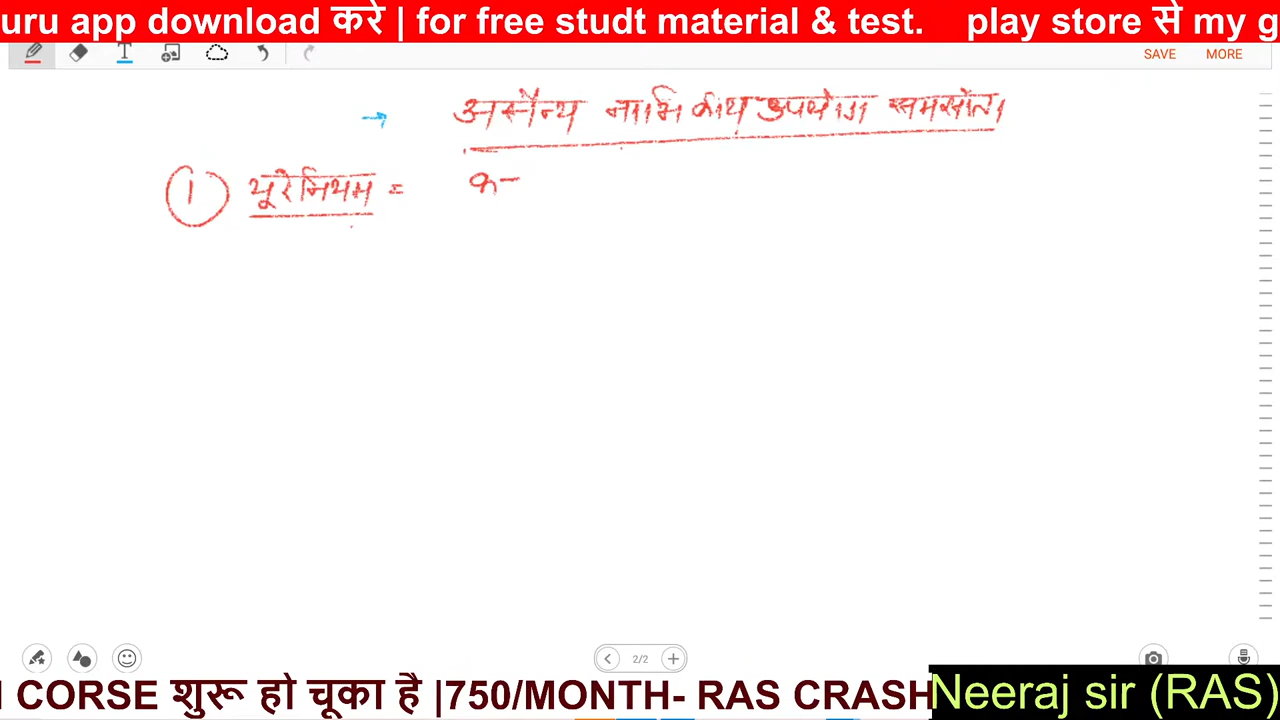 uru app download करे | for free studt material & test. play store से my g
SAVE MORE
→ असैन्य नाभिकीय उपयोग समझौता
① यूरेनियम =
2/2
CORSE शुरू हो चूका है |750/MONTH- RAS CRASH
Neeraj sir (RAS)